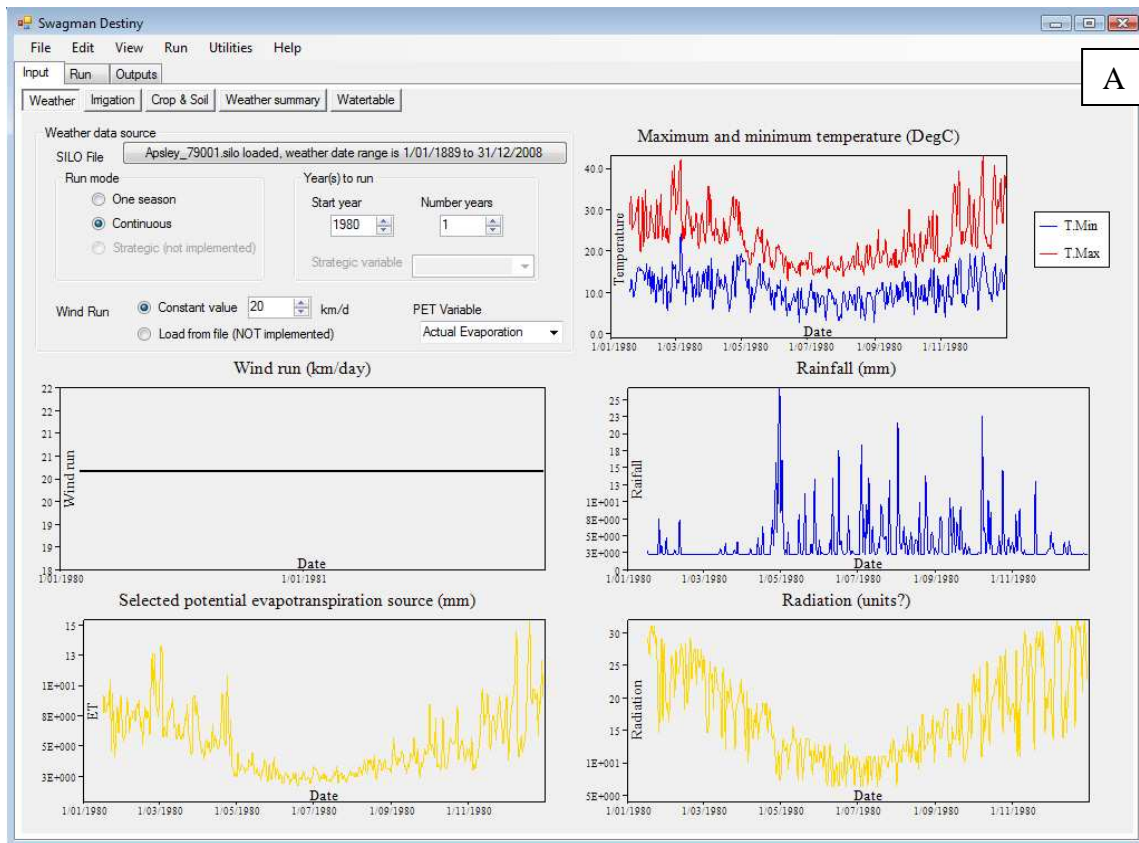 Swagman Destiny
File Edit View Run Utilities Help
Input Run Outputs
A
Weather Irrigation Crop & Soil Weather summary Watertable
Weather data source
SILO File Apsley_79001.silo loaded, weather date range is 1/01/1889 to 31/12/2008
Run mode
One season
Continuous
Strategic (not implemented)
Year(s) to run
Start year Number years
1980 1
Strategic variable
Wind Run Constant value 20 km/d
Load from file (NOT implemented)
PET Variable
Actual Evaporation
Maximum and minimum temperature (DegC)
40.0
30.0
20.0
10.0
0.0
Temperature
Date
1/01/1980 1/03/1980 1/05/1980 1/07/1980 1/09/1980 1/11/1980
T.Min
T.Max
Wind run (km/day)
22
22
21
21
20
20
19
19
18
Wind run
Date
1/01/1980 1/01/1981
Rainfall (mm)
25
23
20
18
15
13
1E+001
8E+000
5E+000
3E+000
0
Raifall
Date
1/01/1980 1/03/1980 1/05/1980 1/07/1980 1/09/1980 1/11/1980
Selected potential evapotranspiration source (mm)
15
13
1E+001
8E+000
5E+000
3E+000
ET
Date
1/01/1980 1/03/1980 1/05/1980 1/07/1980 1/09/1980 1/11/1980
Radiation (units?)
30
25
20
15
1E+001
5E+000
Radiation
Date
1/01/1980 1/03/1980 1/05/1980 1/07/1980 1/09/1980 1/11/1980